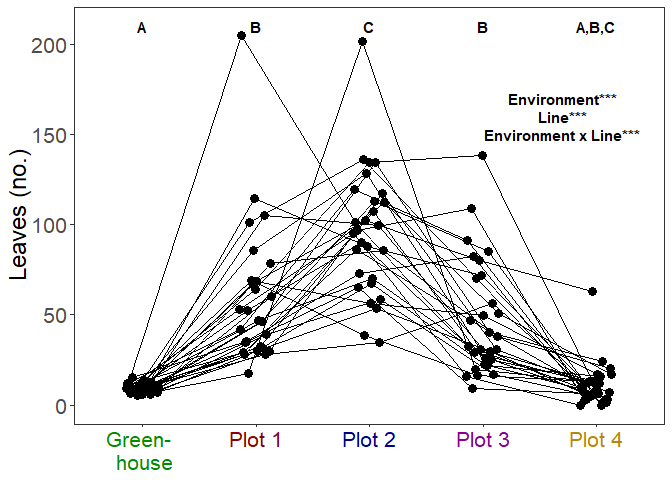 A B C B A,B,C
200
Environment***
Line***
150
Environment x Line***
Leaves (no.)
100
50
0
Green-
house
Plot 1
Plot 2
Plot 3
Plot 4